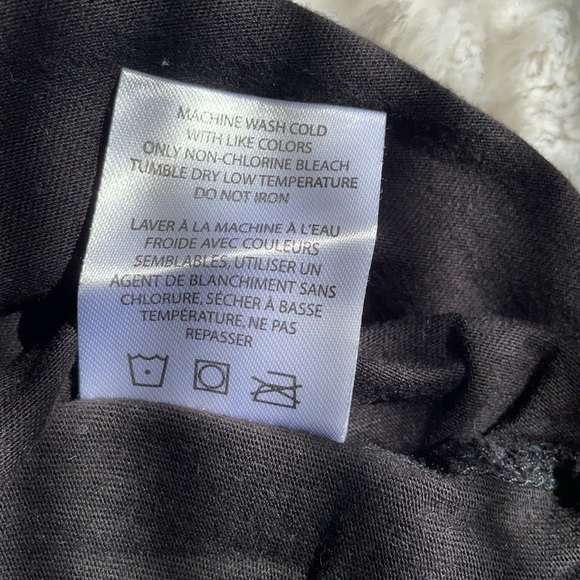 MACHINE WASH COLD
WITH LIKE COLORS
ONLY NON-CHLORINE BLEACH
TUMBLE DRY LOW TEMPERATURE
DO NOT IRON
LAVER À LA MACHINE À L'EAU
FROIDE AVEC COULEURS
SEMBLABLES, UTILISER UN
AGENT DE BLANCHIMENT SANS
CHLORURE, SÉCHER À BASSE
TEMPÉRATURE, NE PAS
REPASSER